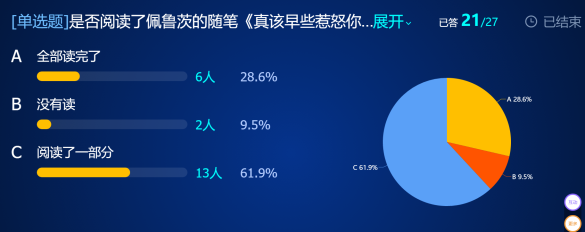 [单选题]是否阅读了佩鲁茨的随笔《真该早些惹怒你...展开
已答 21/27
已结束
A 全部读完了
6人 28.6%
B 没有读
2人 9.5%
C 阅读了一部分
13人 61.9%
A 28.6%
B 9.5%
C 61.9%